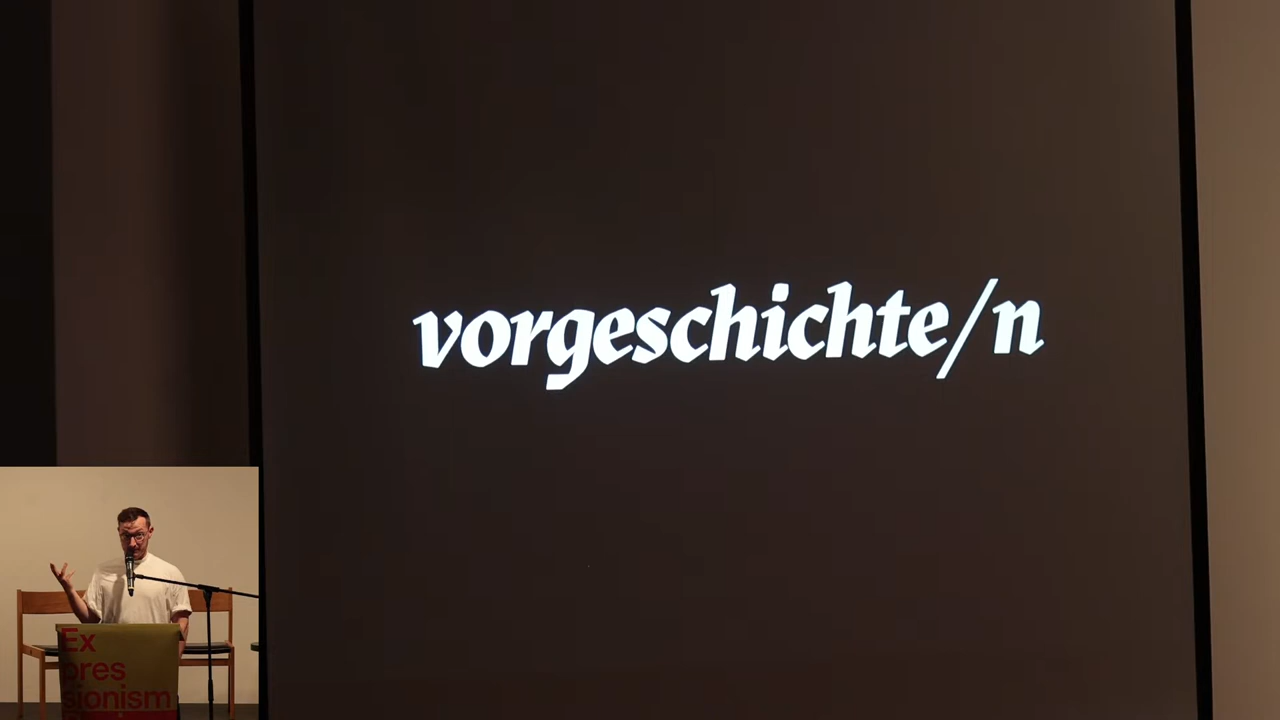 vorgeschichte/n
Ex
pres
sionism